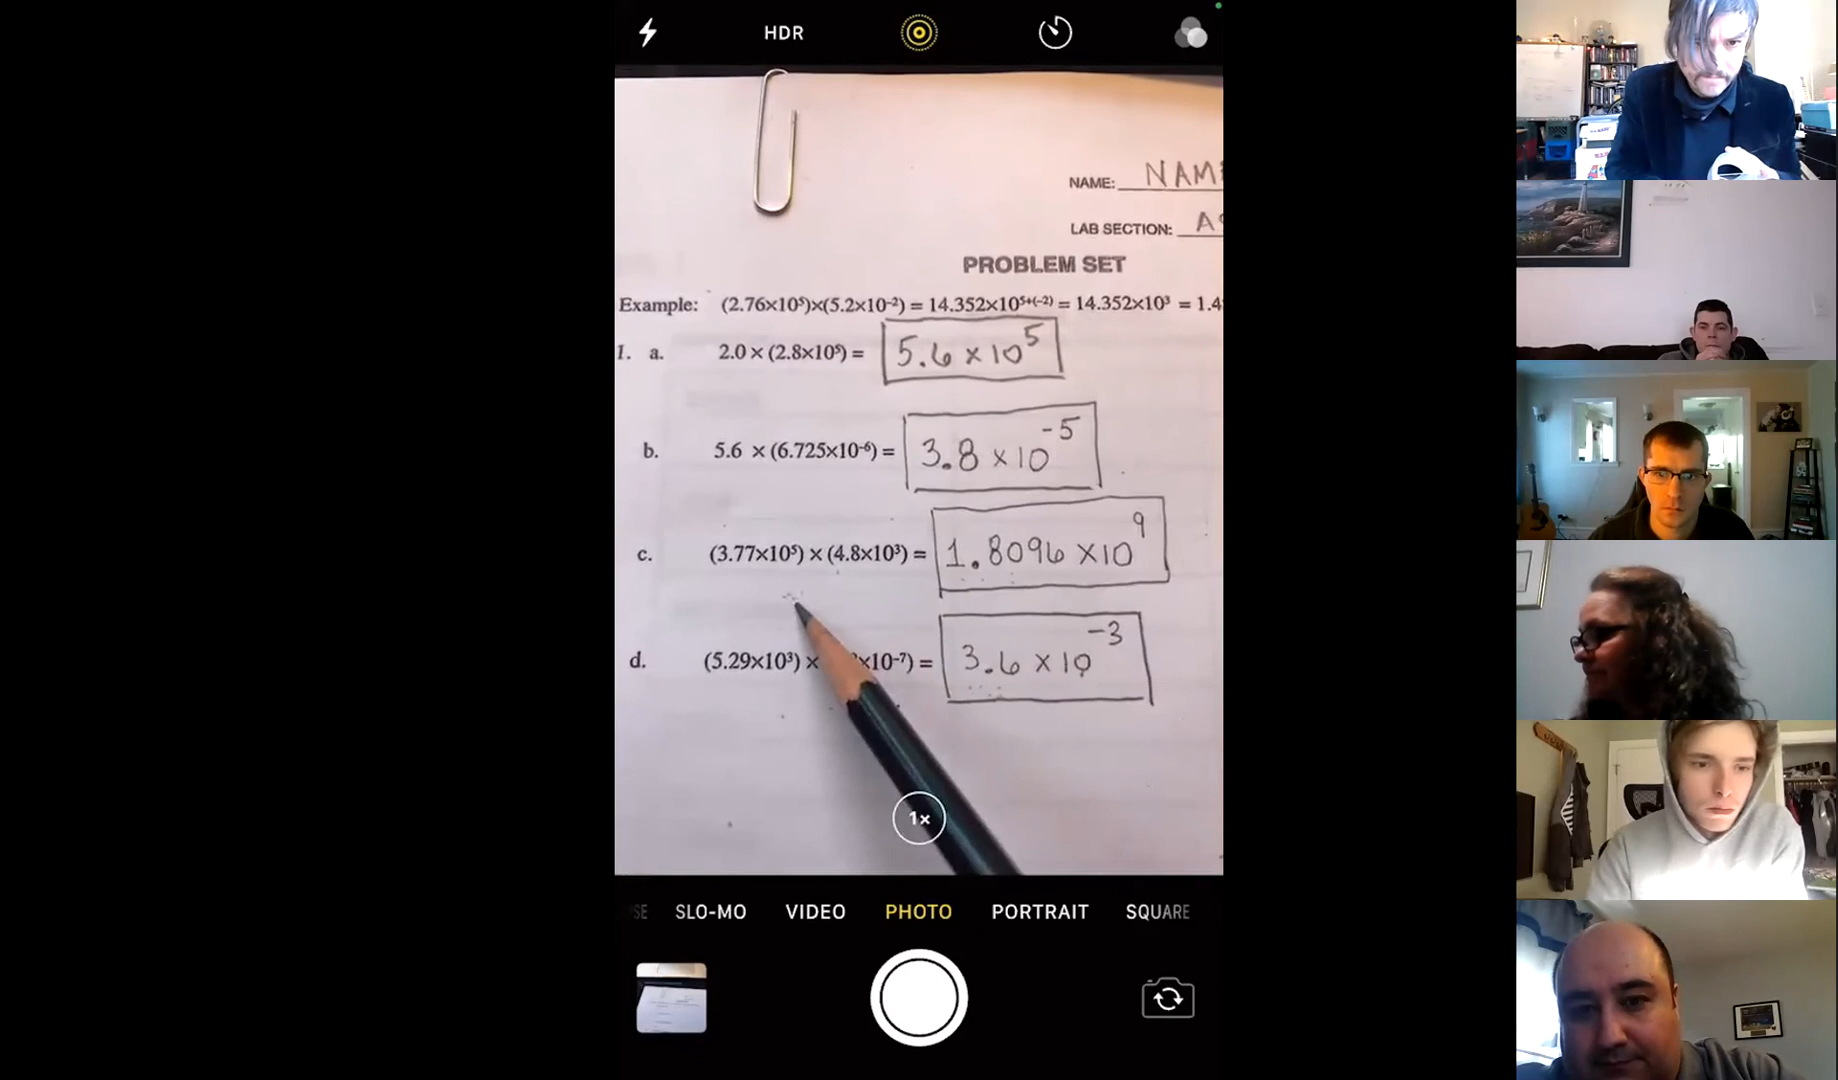 HDR
NAME: NAM
LAB SECTION: A
PROBLEM SET
Example: (2.76×10⁵)×(5.2×10⁻²) = 14.352×10⁵⁺⁽⁻²⁾ = 14.352×10³ = 1.4
1. a. 2.0 × (2.8×10⁵) = 5.6 × 10⁵
b. 5.6 × (6.725×10⁻⁶) = 3.8 × 10⁻⁵
c. (3.77×10⁵) × (4.8×10³) = 1.8096 × 10⁹
d. (5.29×10³) × ×10⁻⁷) = 3.6 × 10⁻³
1×
SLO-MO VIDEO PHOTO PORTRAIT SQUARE